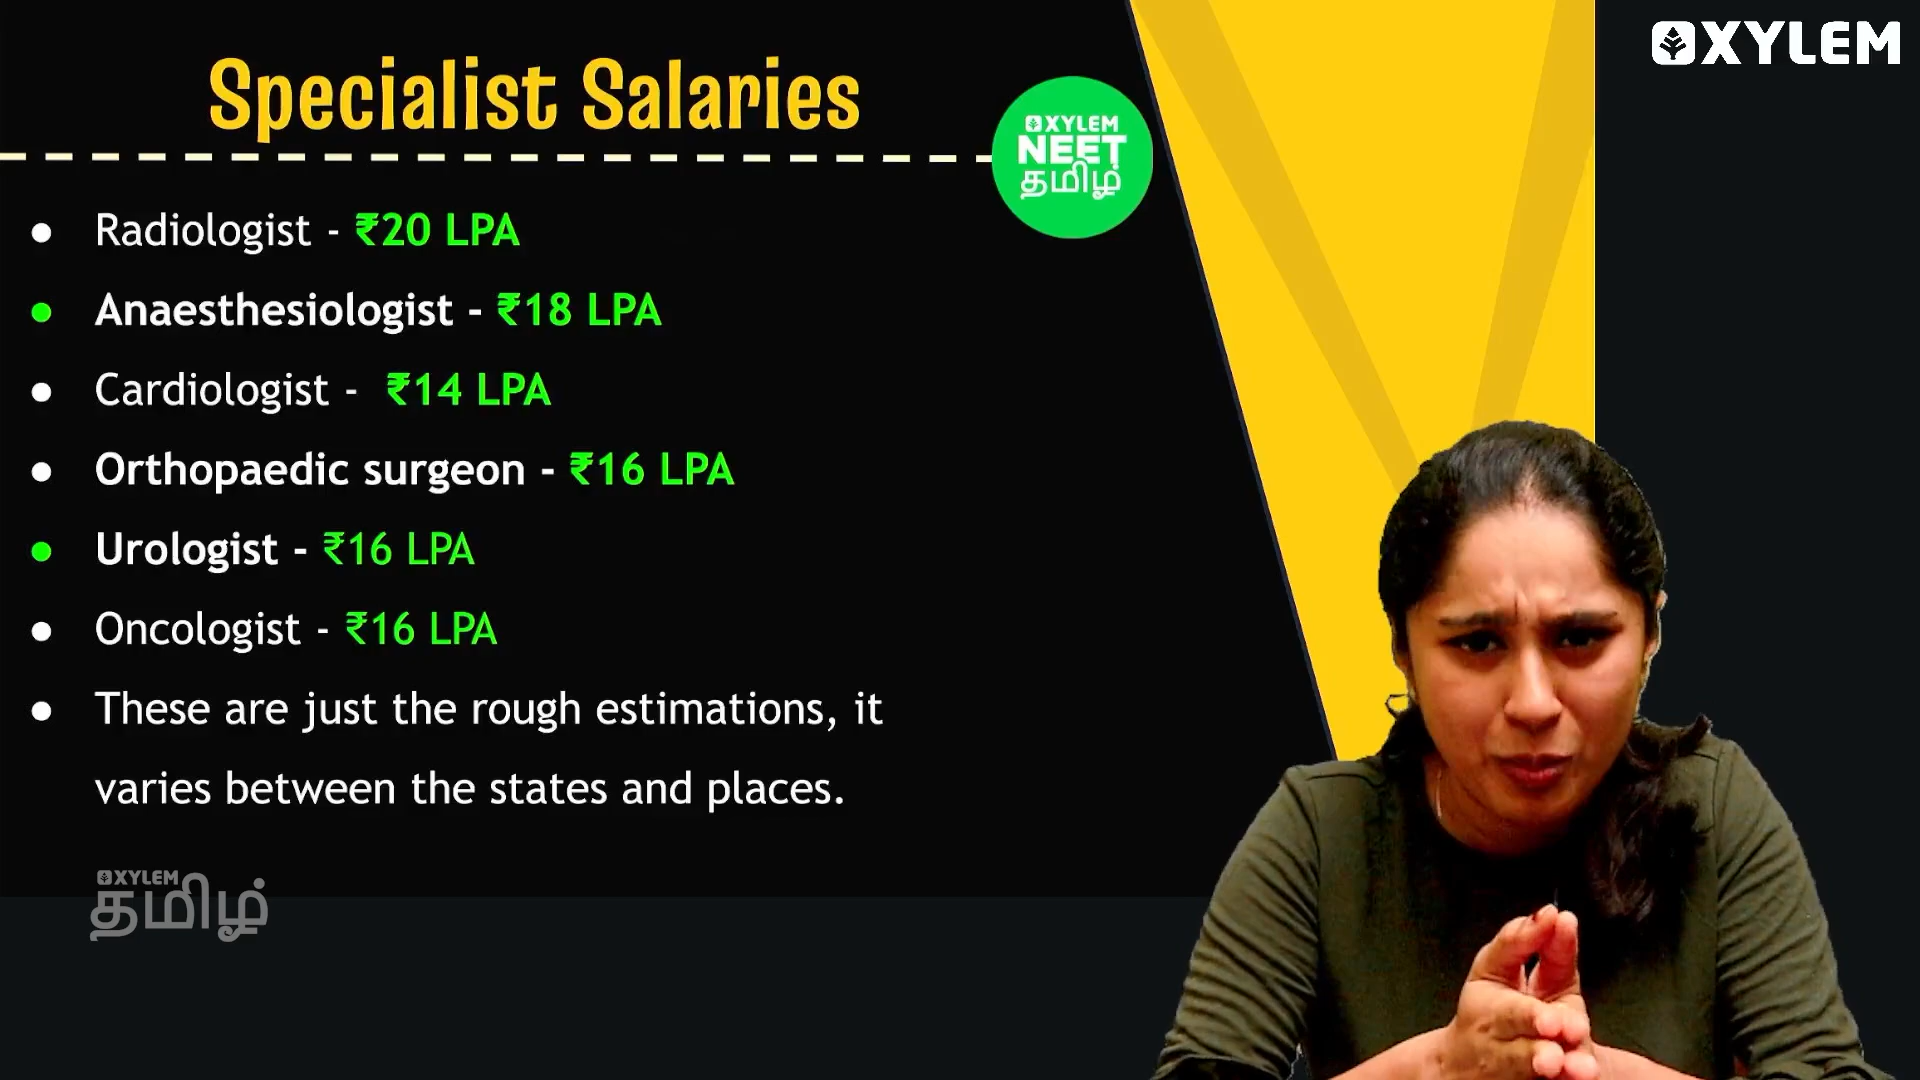 Specialist Salaries
OXYLEM
OXYLEM
NEET
தமிழ்
● Radiologist - ₹20 LPA
● Anaesthesiologist - ₹18 LPA
● Cardiologist - ₹14 LPA
● Orthopaedic surgeon - ₹16 LPA
● Urologist - ₹16 LPA
● Oncologist - ₹16 LPA
● These are just the rough estimations, it
varies between the states and places.
OXYLEM
தமிழ்